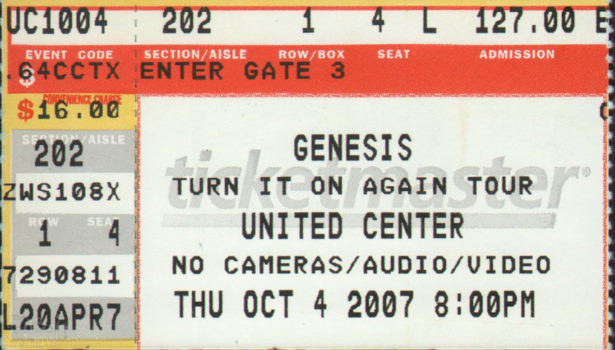 UC1004 202 1 4 L 127.00 E
EVENT CODE SECTION/AISLE ROW/BOX SEAT ADMISSION
$ .64CCTX ENTER GATE 3
CONVENIENCE CHARGE
$16.00
SECTION/AISLE
202
ZWS108X
ROW SEAT
1 4
7290811
L20APR7
ticketmaster®
GENESIS
TURN IT ON AGAIN TOUR
UNITED CENTER
NO CAMERAS/AUDIO/VIDEO
THU OCT 4 2007 8:00PM